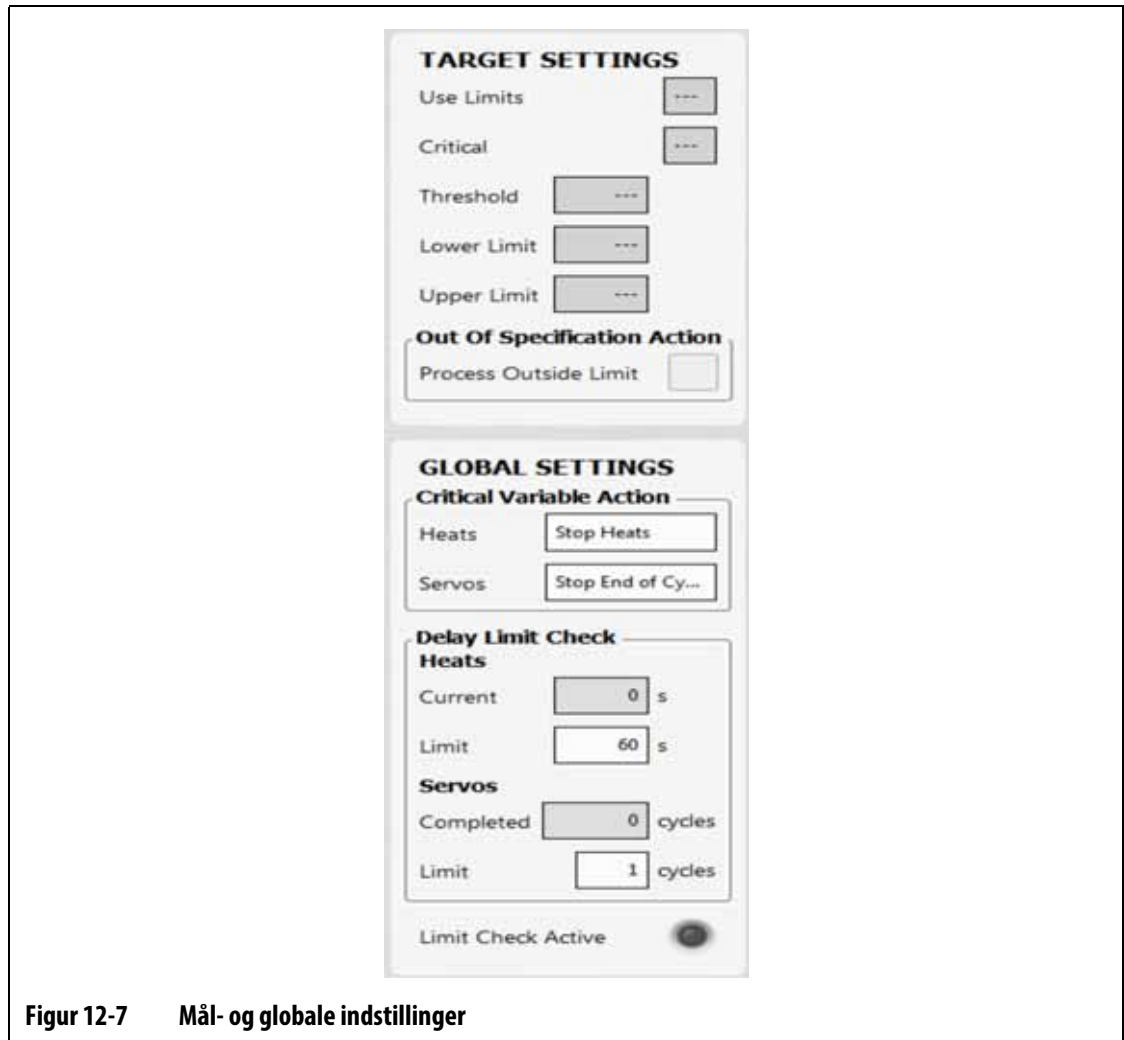 TARGET SETTINGS
Use Limits ---
Critical ---
Threshold ---
Lower Limit ---
Upper Limit ---
Out Of Specification Action
Process Outside Limit
GLOBAL SETTINGS
Critical Variable Action
Heats Stop Heats
Servos Stop End of Cy...
Delay Limit Check
Heats
Current 0 s
Limit 60 s
Servos
Completed 0 cycles
Limit 1 cycles
Limit Check Active
Figur 12-7 Mål- og globale indstillinger